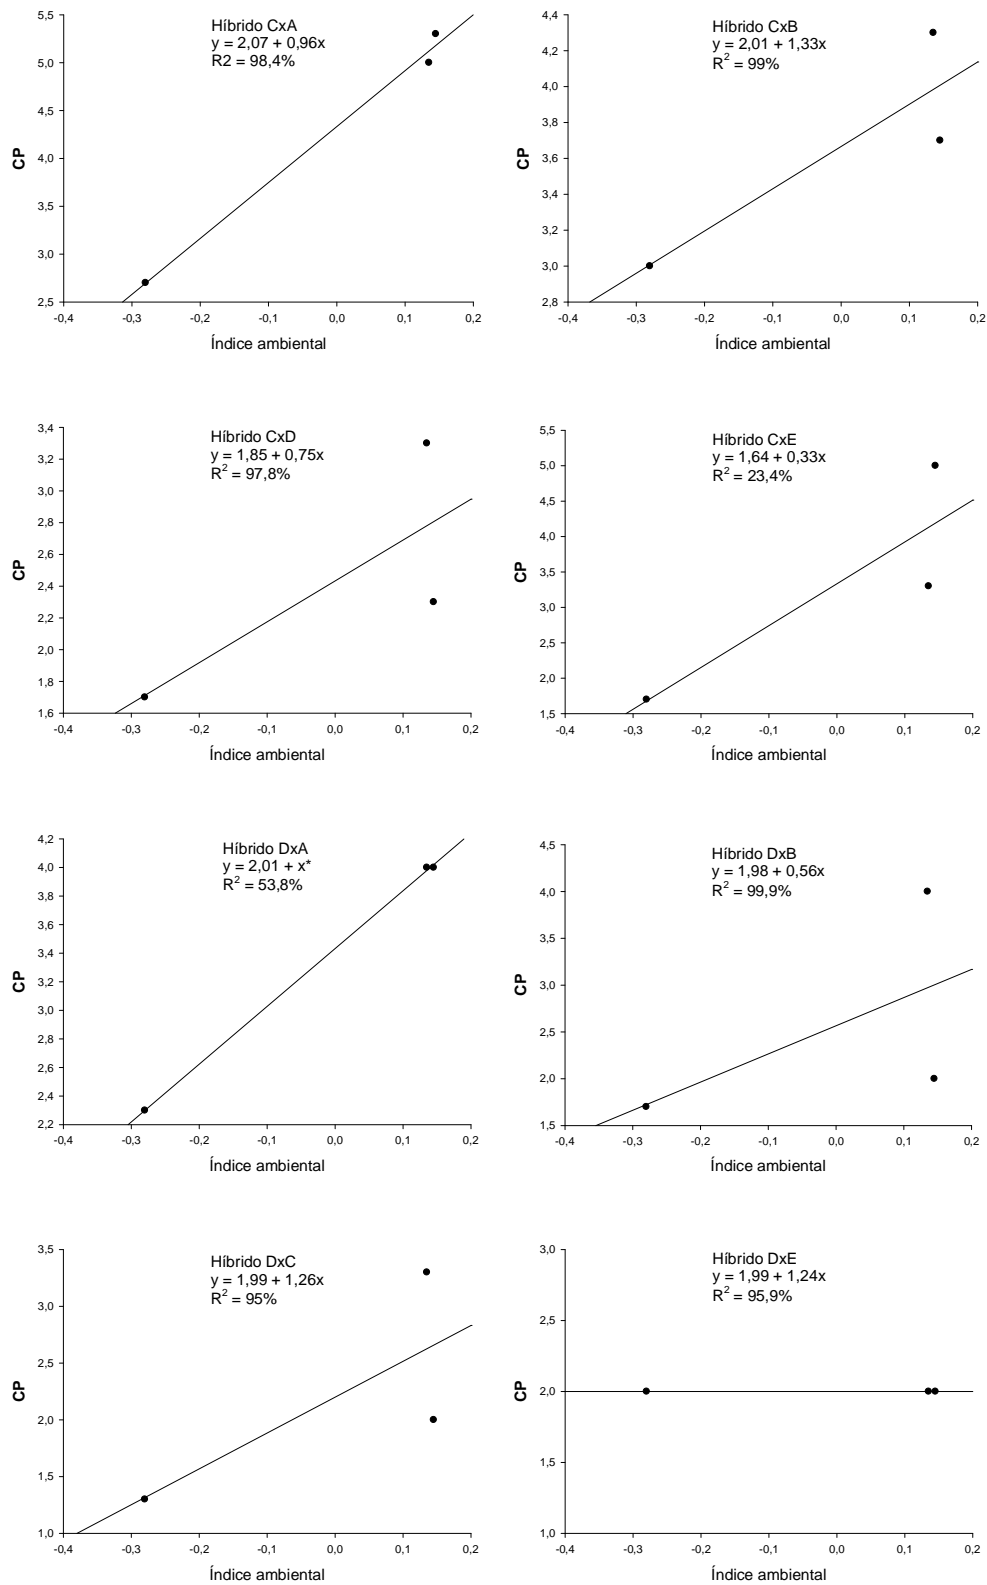 Híbrido CxA
y = 2,07 + 0,96x
R2 = 98,4%
5,5
5,0
4,5
4,0
3,5
3,0
2,5
CP
-0,4 -0,3 -0,2 -0,1 0,0 0,1 0,2
Índice ambiental
Híbrido CxB
y = 2,01 + 1,33x
R² = 99%
4,4
4,2
4,0
3,8
3,6
3,4
3,2
3,0
2,8
CP
-0,4 -0,3 -0,2 -0,1 0,0 0,1 0,2
Índice ambiental
Híbrido CxD
y = 1,85 + 0,75x
R² = 97,8%
3,4
3,2
3,0
2,8
2,6
2,4
2,2
2,0
1,8
1,6
CP
-0,4 -0,3 -0,2 -0,1 0,0 0,1 0,2
Índice ambiental
Híbrido CxE
y = 1,64 + 0,33x
R² = 23,4%
5,5
5,0
4,5
4,0
3,5
3,0
2,5
2,0
1,5
CP
-0,4 -0,3 -0,2 -0,1 0,0 0,1 0,2
Índice ambiental
Híbrido DxA
y = 2,01 + x*
R² = 53,8%
4,2
4,0
3,8
3,6
3,4
3,2
3,0
2,8
2,6
2,4
2,2
CP
-0,4 -0,3 -0,2 -0,1 0,0 0,1 0,2
Índice ambiental
Híbrido DxB
y = 1,98 + 0,56x
R² = 99,9%
4,5
4,0
3,5
3,0
2,5
2,0
1,5
CP
-0,4 -0,3 -0,2 -0,1 0,0 0,1 0,2
Índice ambiental
Híbrido DxC
y = 1,99 + 1,26x
R² = 95%
3,5
3,0
2,5
2,0
1,5
1,0
CP
-0,4 -0,3 -0,2 -0,1 0,0 0,1 0,2
Índice ambiental
Híbrido DxE
y = 1,99 + 1,24x
R² = 95,9%
3,0
2,5
2,0
1,5
1,0
CP
-0,4 -0,3 -0,2 -0,1 0,0 0,1 0,2
Índice ambiental